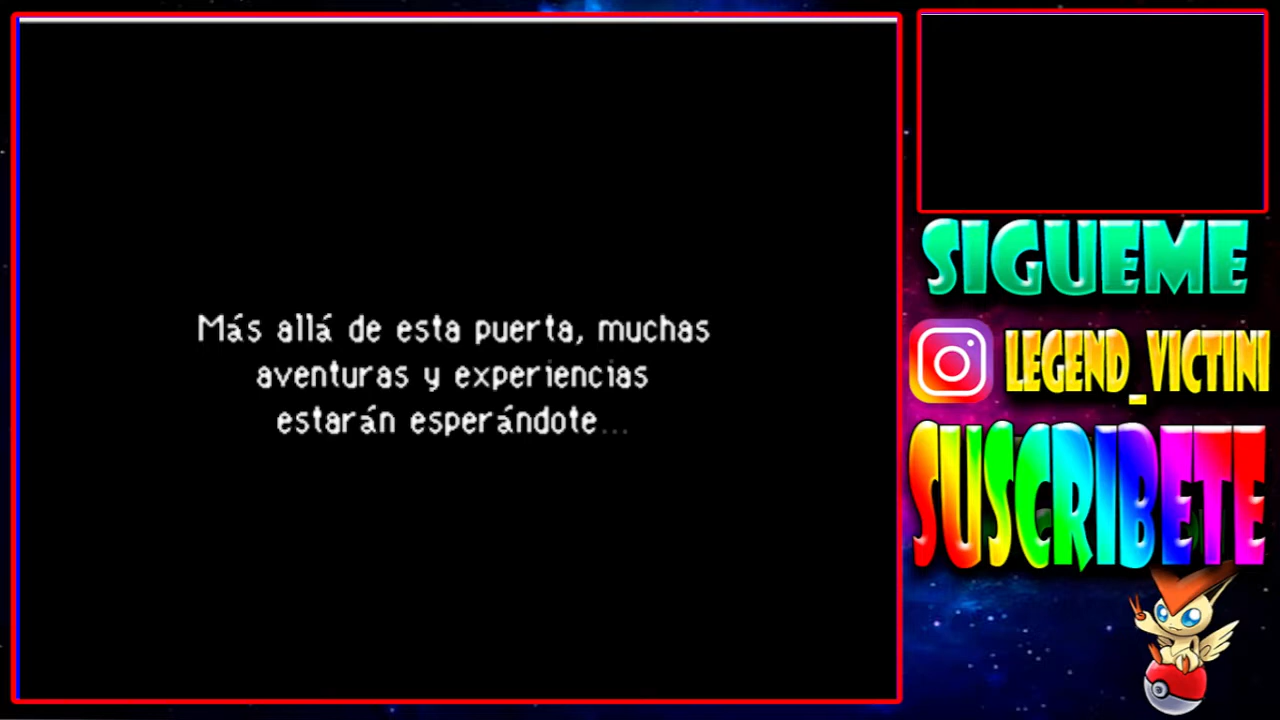 Más allá de esta puerta, muchas
aventuras y experiencias
estarán esperándote...
SIGUEME
LEGEND_VICTINI
SUSCRIBETE